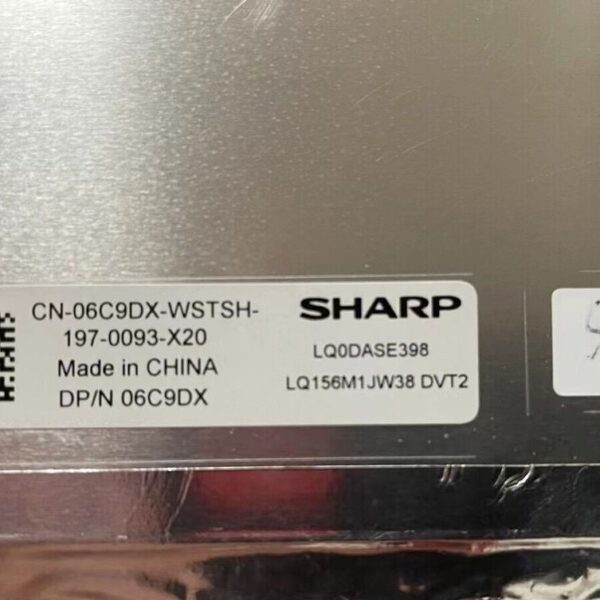 CN-06C9DX-WSTSH-
197-0093-X20
Made in CHINA
DP/N 06C9DX
SHARP
LQ0DASE398
LQ156M1JW38 DVT2